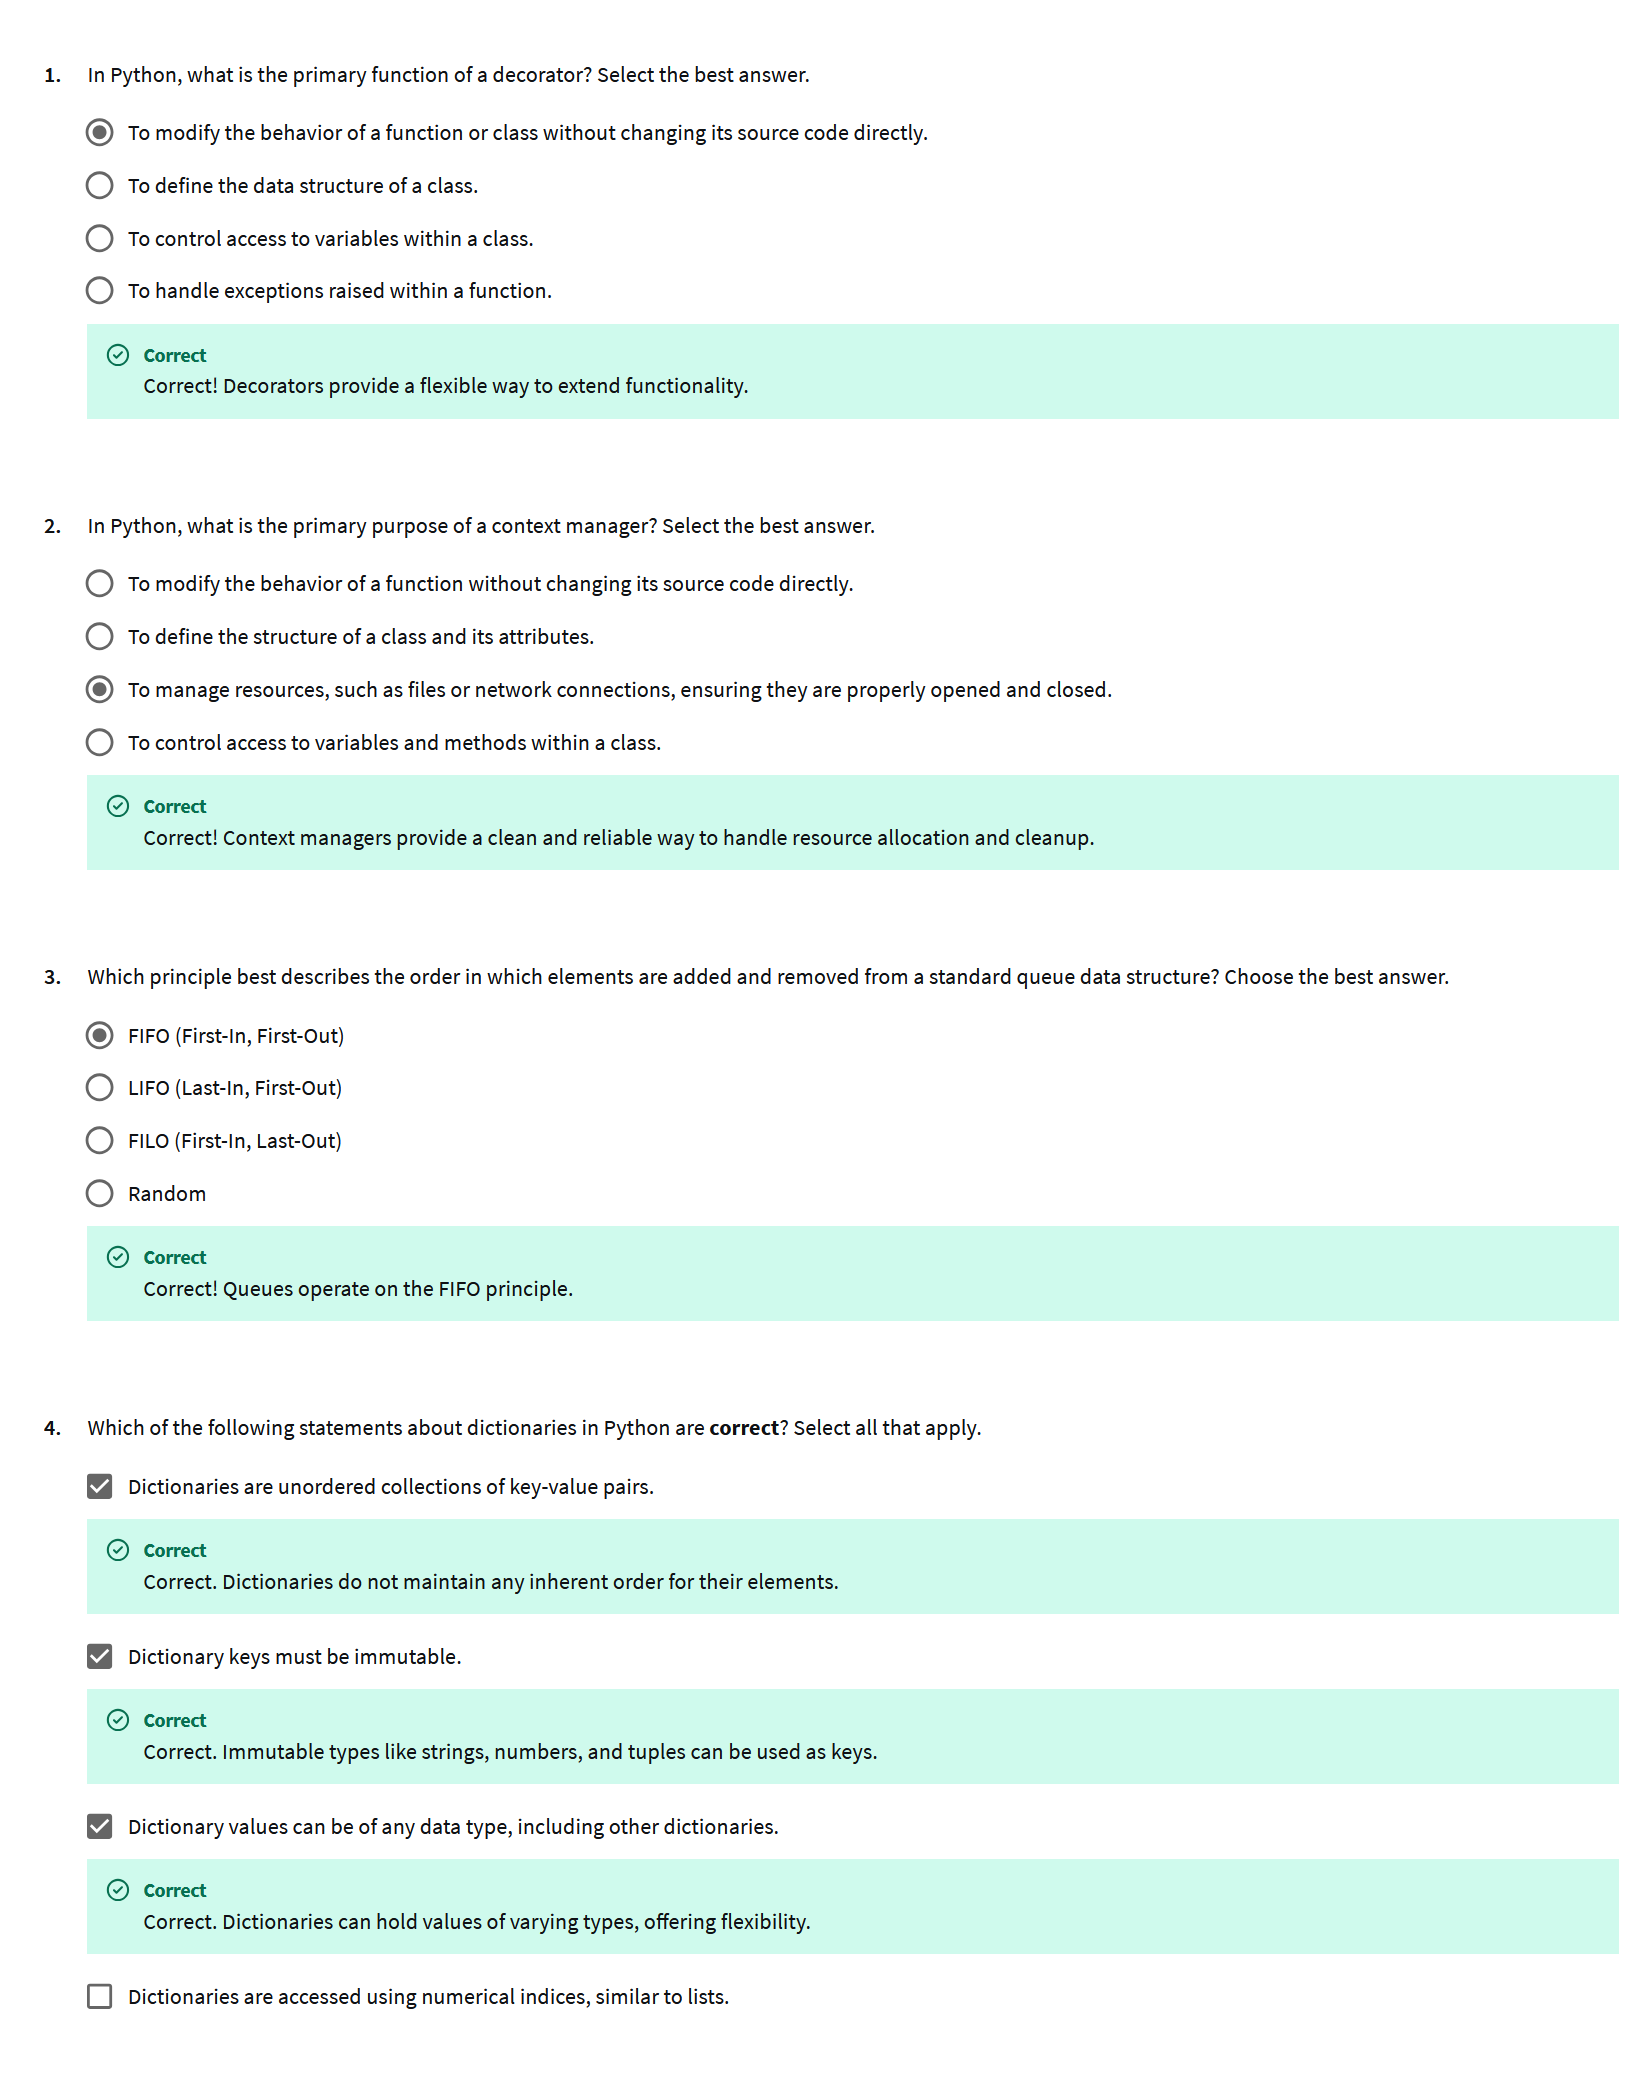 1. In Python, what is the primary function of a decorator? Select the best answer.
To modify the behavior of a function or class without changing its source code directly.
To define the data structure of a class.
To control access to variables within a class.
To handle exceptions raised within a function.
Correct
Correct! Decorators provide a flexible way to extend functionality.
2. In Python, what is the primary purpose of a context manager? Select the best answer.
To modify the behavior of a function without changing its source code directly.
To define the structure of a class and its attributes.
To manage resources, such as files or network connections, ensuring they are properly opened and closed.
To control access to variables and methods within a class.
Correct
Correct! Context managers provide a clean and reliable way to handle resource allocation and cleanup.
3. Which principle best describes the order in which elements are added and removed from a standard queue data structure? Choose the best answer.
FIFO (First-In, First-Out)
LIFO (Last-In, First-Out)
FILO (First-In, Last-Out)
Random
Correct
Correct! Queues operate on the FIFO principle.
4. Which of the following statements about dictionaries in Python are correct? Select all that apply.
Dictionaries are unordered collections of key-value pairs.
Correct
Correct. Dictionaries do not maintain any inherent order for their elements.
Dictionary keys must be immutable.
Correct
Correct. Immutable types like strings, numbers, and tuples can be used as keys.
Dictionary values can be of any data type, including other dictionaries.
Correct
Correct. Dictionaries can hold values of varying types, offering flexibility.
Dictionaries are accessed using numerical indices, similar to lists.